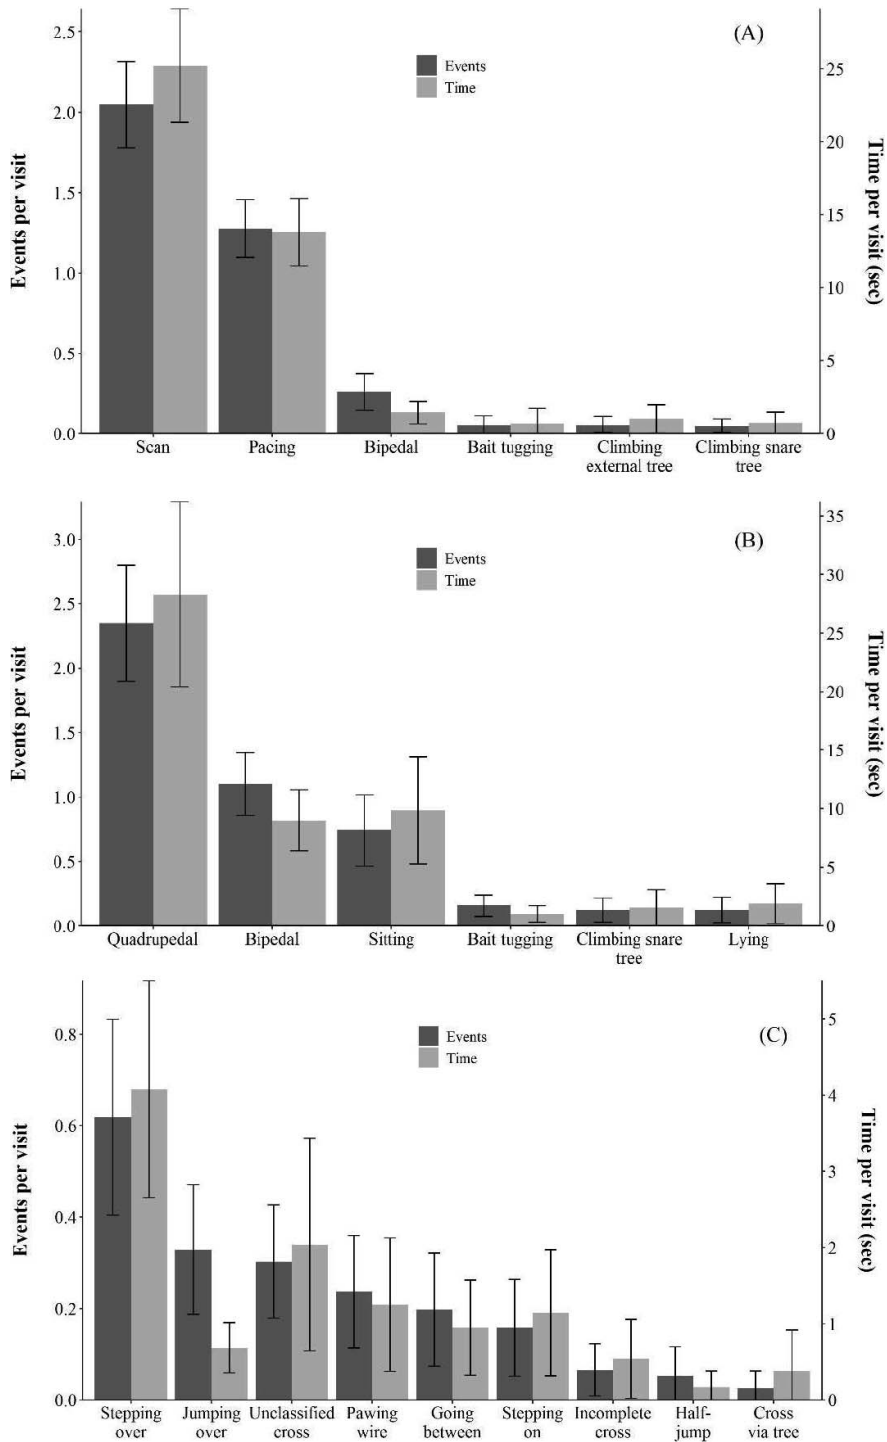 (A)
Events
Time
Events per visit
2.5
2.0
1.5
1.0
0.5
0.0
Time per visit (sec)
25
20
15
10
5
0
Scan
Pacing
Bipedal
Bait tugging
Climbing
external tree
Climbing snare
tree
(B)
Events
Time
Events per visit
3.0
2.5
2.0
1.5
1.0
0.5
0.0
Time per visit (sec)
35
30
25
20
15
10
5
0
Quadrupedal
Bipedal
Sitting
Bait tugging
Climbing snare
tree
Lying
(C)
Events
Time
Events per visit
0.8
0.6
0.4
0.2
0.0
Time per visit (sec)
5
4
3
2
1
0
Stepping
over
Jumping
over
Unclassified
cross
Pawing
wire
Going
between
Stepping
on
Incomplete
cross
Half-
jump
Cross
via tree